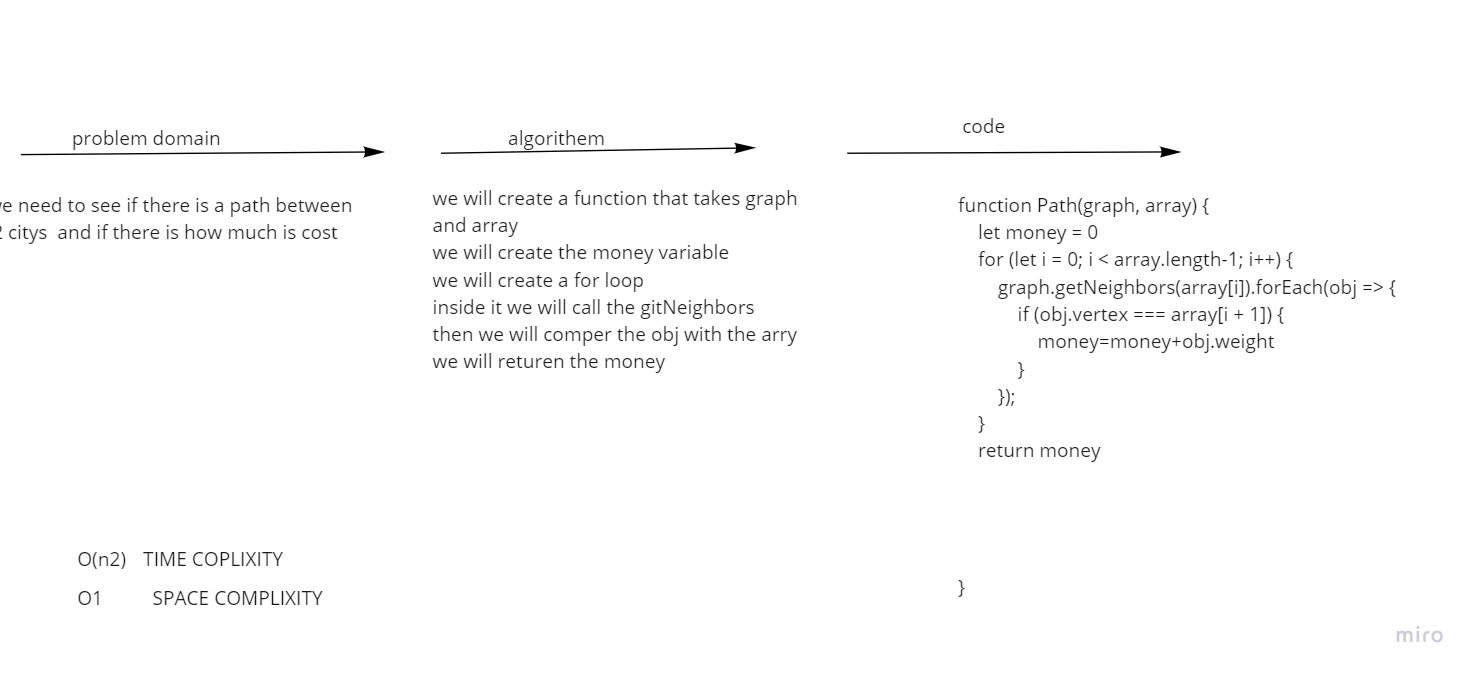 problem domain
we need to see if there is a path between
2 citys and if there is how much is cost
algorithem
we will create a function that takes graph
and array
we will create the money variable
we will create a for loop
inside it we will call the gitNeighbors
then we will comper the obj with the arry
we will returen the money
code
function Path(graph, array) {
let money = 0
for (let i = 0; i < array.length-1; i++) {
graph.getNeighbors(array[i]).forEach(obj => {
if (obj.vertex === array[i + 1]) {
money=money+obj.weight
}
});
}
return money
}
O(n2) TIME COPLIXITY
O1 SPACE COMPLIXITY
miro